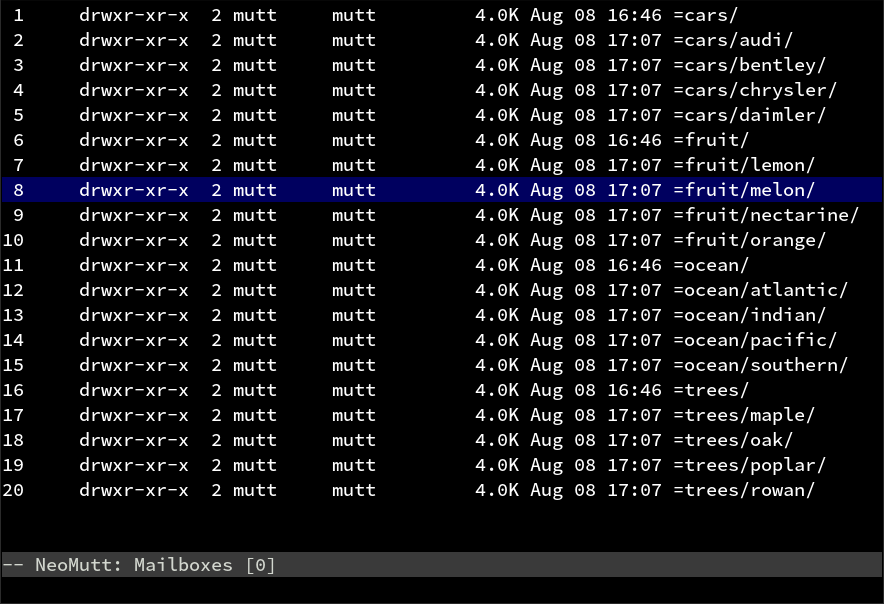 1     drwxr-xr-x  2 mutt     mutt         4.0K Aug 08 16:46 =cars/
2     drwxr-xr-x  2 mutt     mutt         4.0K Aug 08 17:07 =cars/audi/
3     drwxr-xr-x  2 mutt     mutt         4.0K Aug 08 17:07 =cars/bentley/
4     drwxr-xr-x  2 mutt     mutt         4.0K Aug 08 17:07 =cars/chrysler/
5     drwxr-xr-x  2 mutt     mutt         4.0K Aug 08 17:07 =cars/daimler/
6     drwxr-xr-x  2 mutt     mutt         4.0K Aug 08 16:46 =fruit/
7     drwxr-xr-x  2 mutt     mutt         4.0K Aug 08 17:07 =fruit/lemon/
8     drwxr-xr-x  2 mutt     mutt         4.0K Aug 08 17:07 =fruit/melon/
9     drwxr-xr-x  2 mutt     mutt         4.0K Aug 08 17:07 =fruit/nectarine/
10     drwxr-xr-x  2 mutt     mutt         4.0K Aug 08 17:07 =fruit/orange/
11     drwxr-xr-x  2 mutt     mutt         4.0K Aug 08 16:46 =ocean/
12     drwxr-xr-x  2 mutt     mutt         4.0K Aug 08 17:07 =ocean/atlantic/
13     drwxr-xr-x  2 mutt     mutt         4.0K Aug 08 17:07 =ocean/indian/
14     drwxr-xr-x  2 mutt     mutt         4.0K Aug 08 17:07 =ocean/pacific/
15     drwxr-xr-x  2 mutt     mutt         4.0K Aug 08 17:07 =ocean/southern/
16     drwxr-xr-x  2 mutt     mutt         4.0K Aug 08 16:46 =trees/
17     drwxr-xr-x  2 mutt     mutt         4.0K Aug 08 17:07 =trees/maple/
18     drwxr-xr-x  2 mutt     mutt         4.0K Aug 08 17:07 =trees/oak/
19     drwxr-xr-x  2 mutt     mutt         4.0K Aug 08 17:07 =trees/poplar/
20     drwxr-xr-x  2 mutt     mutt         4.0K Aug 08 17:07 =trees/rowan/
-- NeoMutt: Mailboxes [0]